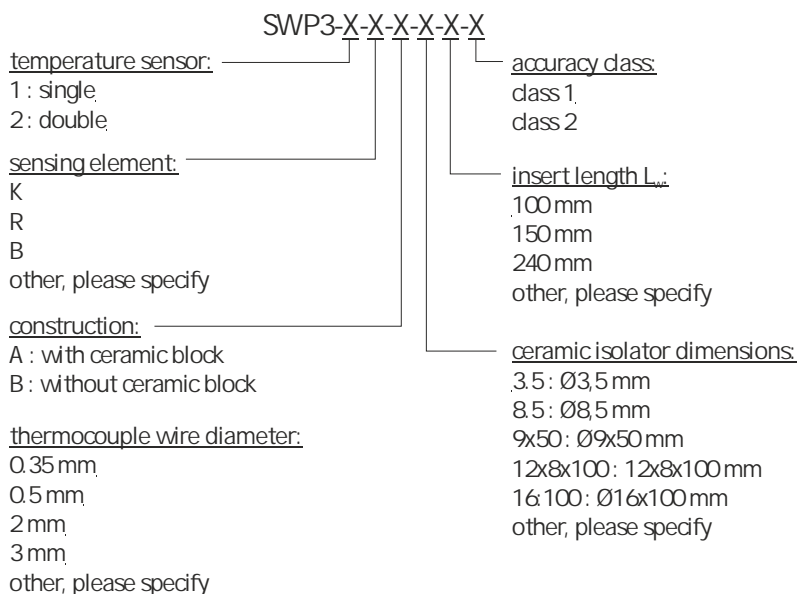 SWP3-X-X-X-X-X-X
temperature sensor:
1 : single
2 : double
sensing element:
K
R
B
other, please specify
construction:
A : with ceramic block
B : without ceramic block
thermocouple wire diameter:
0.35 mm
0.5 mm
2 mm
3 mm
other, please specify
accuracy class:
class 1
class 2
insert length Lw:
100 mm
150 mm
240 mm
other, please specify
ceramic isolator dimensions:
3.5 : Ø3,5 mm
8.5 : Ø8,5 mm
9x50 : Ø9x50 mm
12x8x100 : 12x8x100 mm
16:100 : Ø16x100 mm
other, please specify